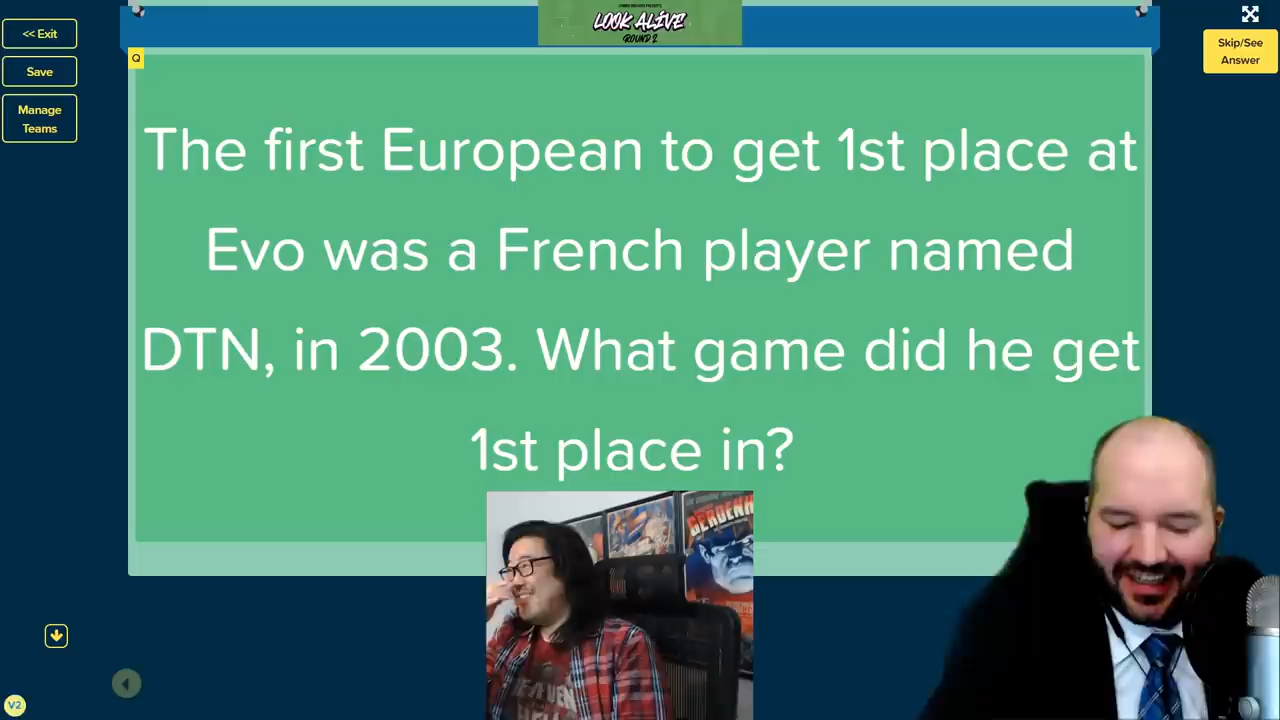 << Exit
Save
Manage
Teams
LOOK ALIVE
ROUND 2
Skip/See
Answer
Q
The first European to get 1st place at
Evo was a French player named
DTN, in 2003. What game did he get
1st place in?
V2